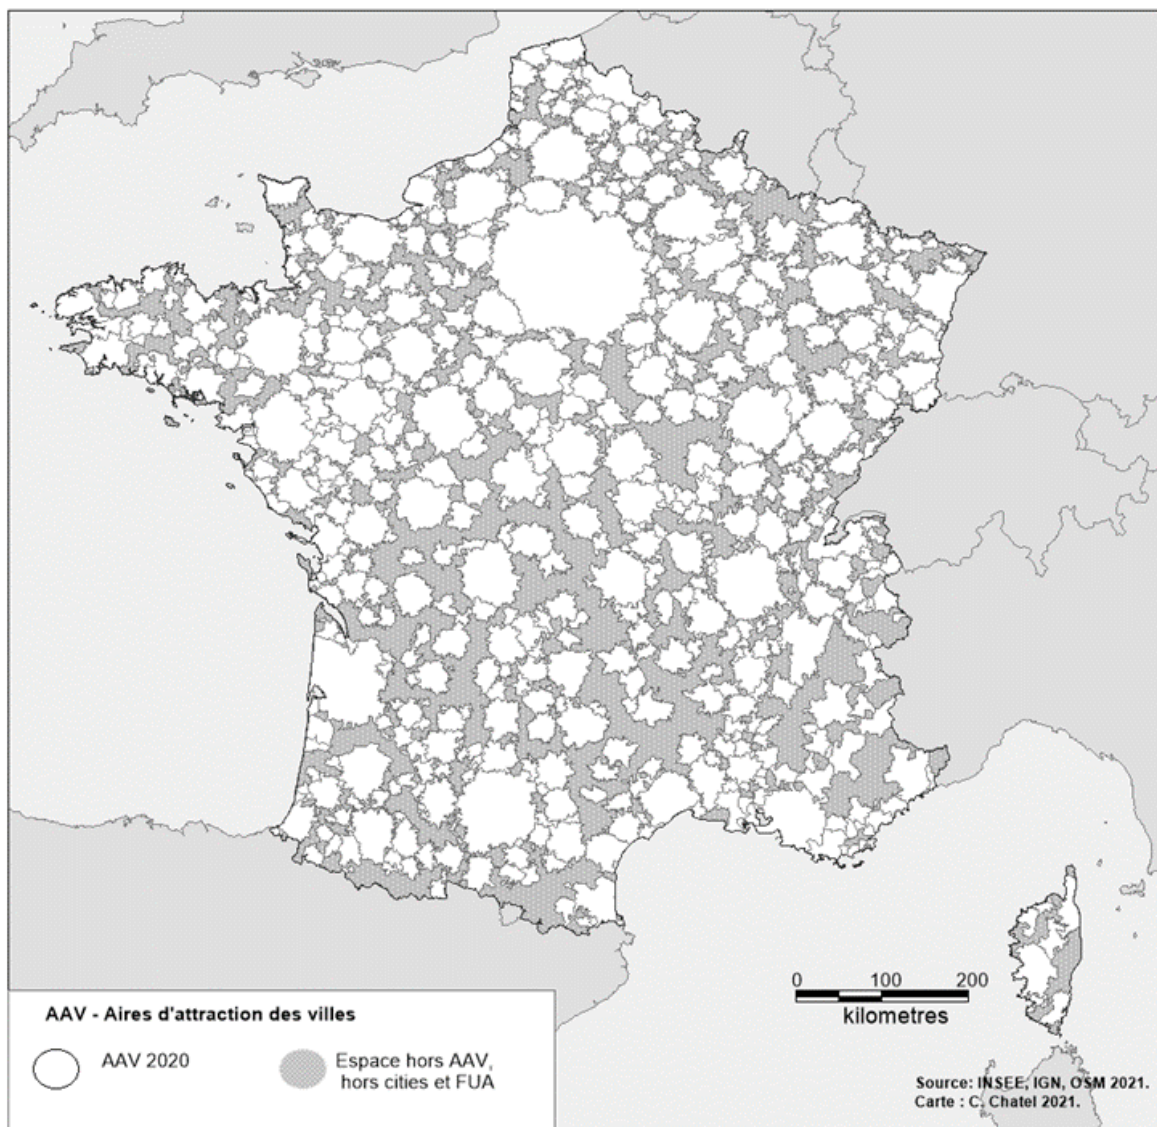 0 100 200
kilometres
AAV - Aires d'attraction des villes
AAV 2020
Espace hors AAV,
hors cities et FUA
Source: INSEE, IGN, OSM 2021.
Carte : C. Chatel 2021.